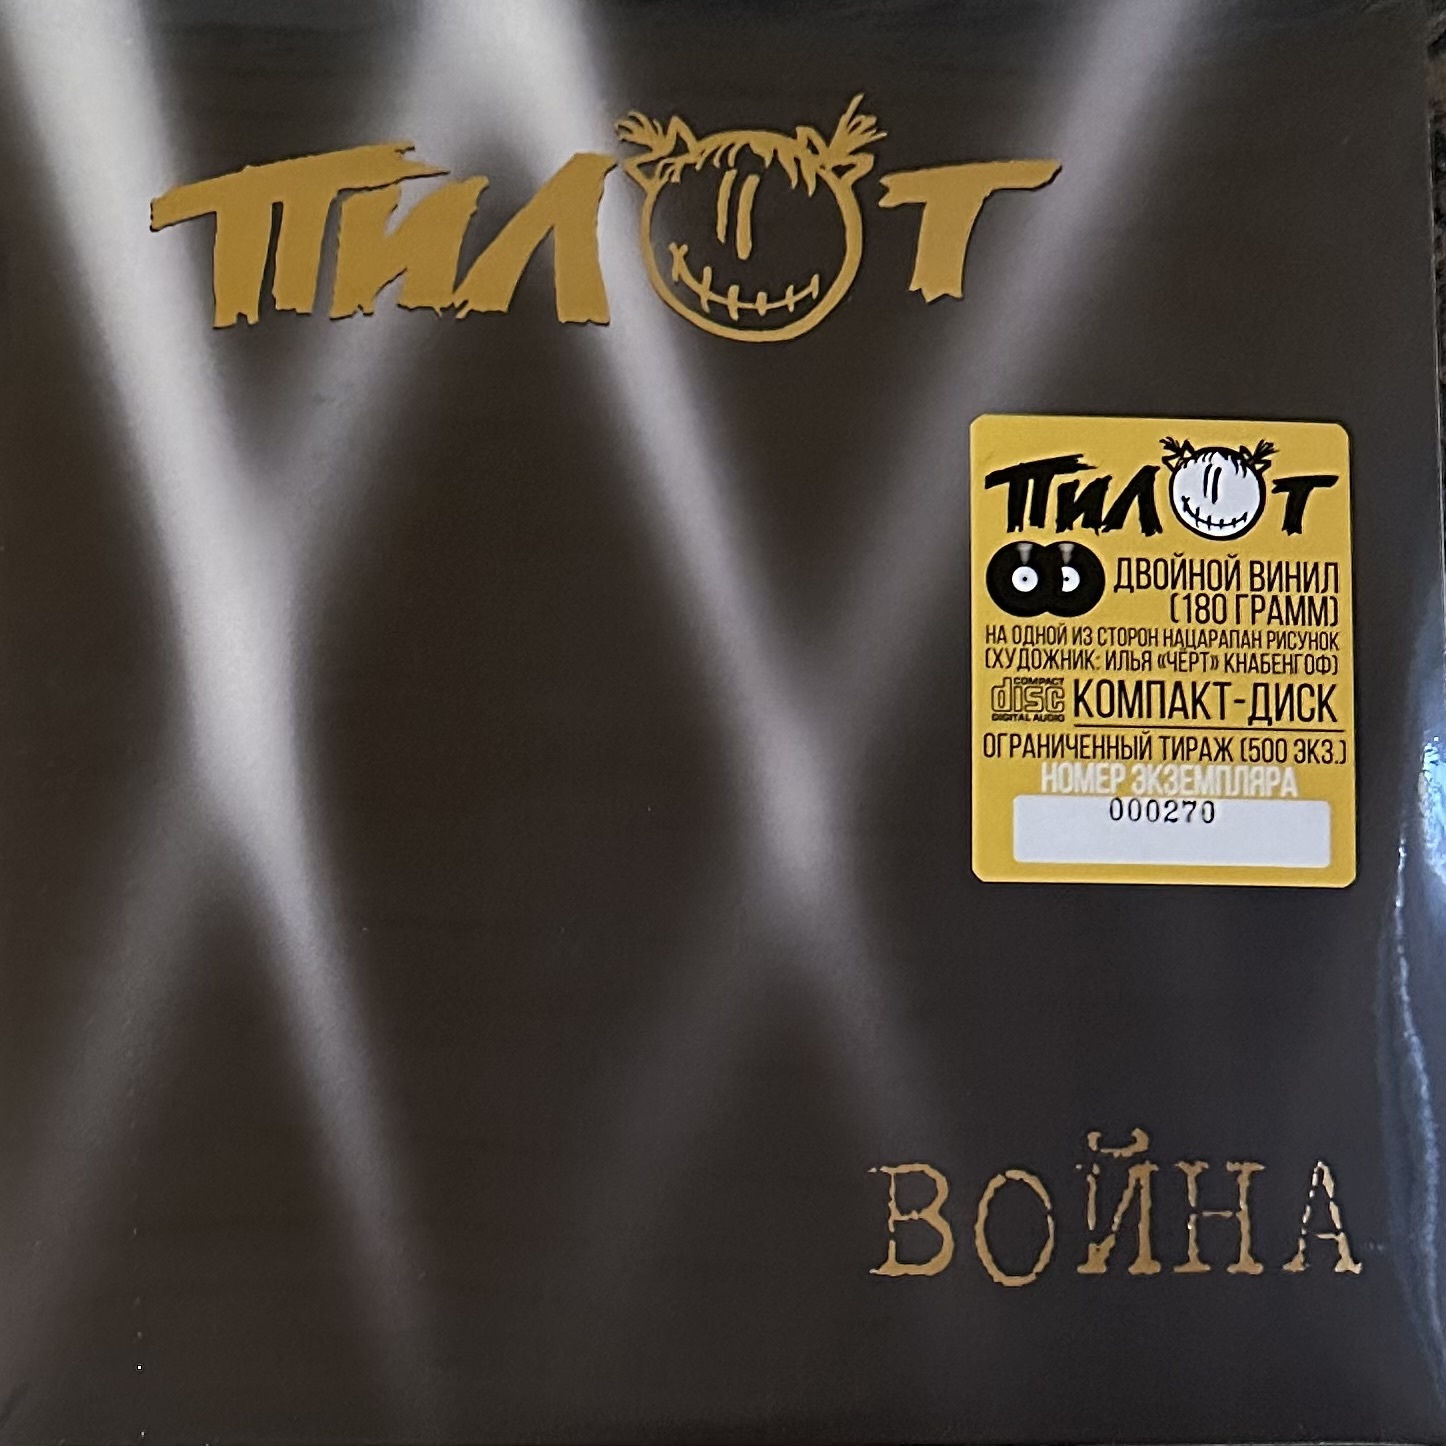 ПИЛОТ
ПИЛОТ
ДВОЙНОЙ ВИНИЛ
(180 ГРАММ)
НА ОДНОЙ ИЗ СТОРОН НАЦАРАПАН РИСУНОК
(ХУДОЖНИК: ИЛЬЯ «ЧЁРТ» КНАБЕНГОФ)
COMPACT
disc
DIGITAL AUDIO
КОМПАКТ-ДИСК
ОГРАНИЧЕННЫЙ ТИРАЖ (500 ЭКЗ.)
НОМЕР ЭКЗЕМПЛЯРА
000270
ВОЙНА